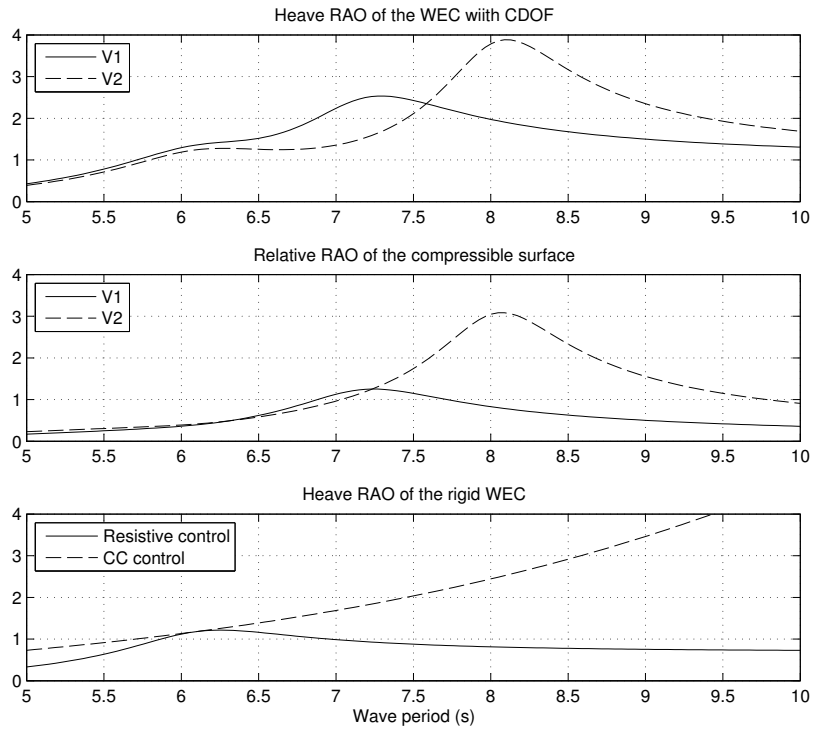 Heave RAO of the WEC wiith CDOF
4
3
2
1
0
V1
V2
5 5.5 6 6.5 7 7.5 8 8.5 9 9.5 10
Relative RAO of the compressible surface
4
3
2
1
0
V1
V2
5 5.5 6 6.5 7 7.5 8 8.5 9 9.5 10
Heave RAO of the rigid WEC
4
3
2
1
0
Resistive control
CC control
5 5.5 6 6.5 7 7.5 8 8.5 9 9.5 10
Wave period (s)